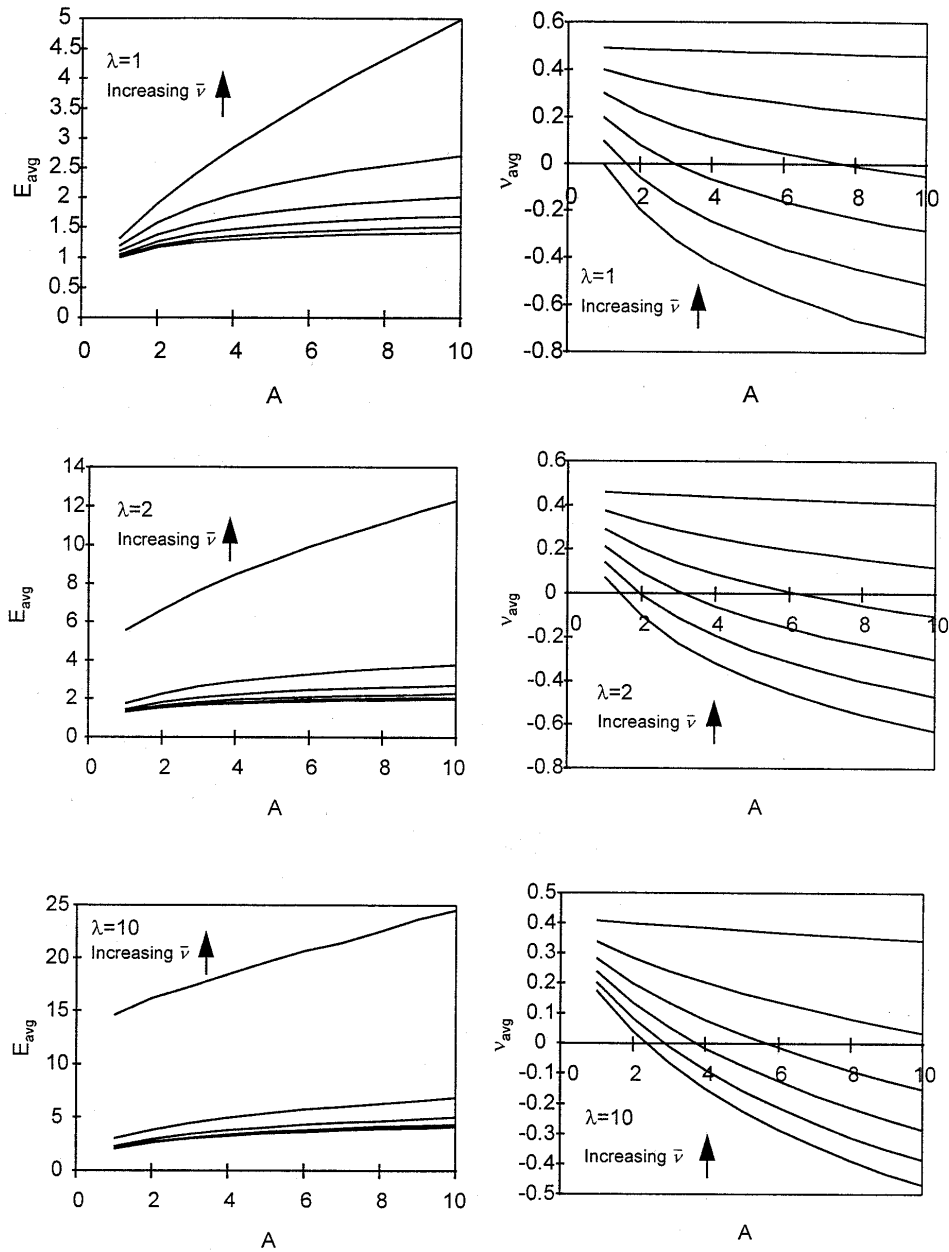 5
4.5
4
3.5
3
2.5
2
1.5
1
0.5
0
E_avg
λ=1
Increasing ν̄
0 2 4 6 8 10
A
0.6
0.4
0.2
0
-0.2
-0.4
-0.6
-0.8
ν_avg
0 2 4 6 8 10
λ=1
Increasing ν̄
A
14
12
10
8
6
4
2
0
E_avg
λ=2
Increasing ν̄
0 2 4 6 8 10
A
0.6
0.4
0.2
0
-0.2
-0.4
-0.6
-0.8
ν_avg
0 2 4 6 8 10
λ=2
Increasing ν̄
A
25
20
15
10
5
0
E_avg
λ=10
Increasing ν̄
0 2 4 6 8 10
A
0.5
0.4
0.3
0.2
0.1
0
-0.1
-0.2
-0.3
-0.4
-0.5
ν_avg
0 2 4 6 8 10
λ=10
Increasing ν̄
A